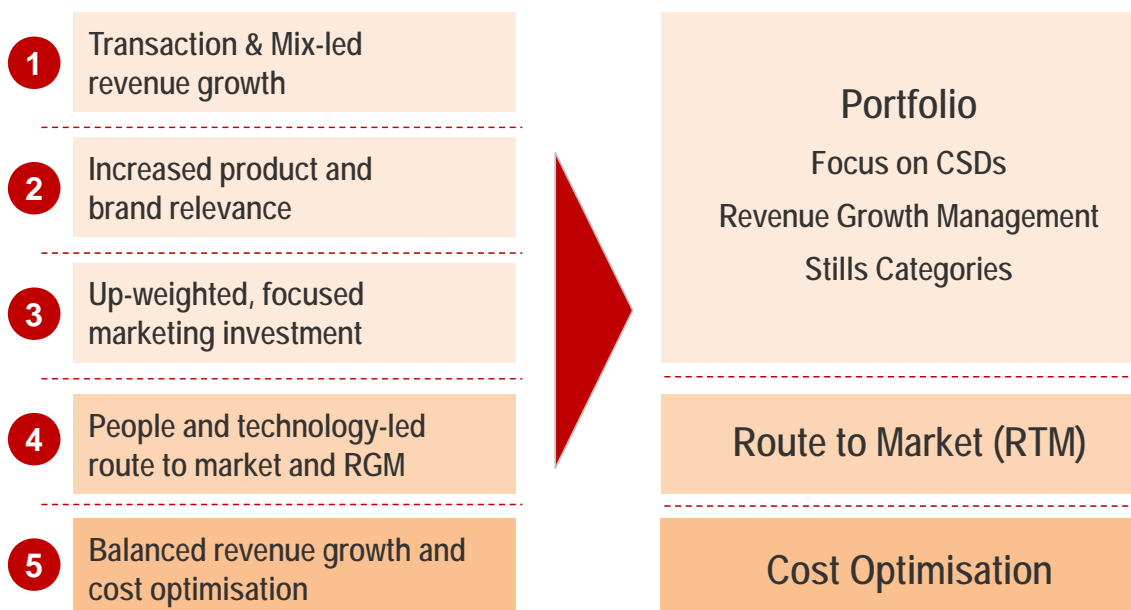 1
Transaction & Mix-led
revenue growth
2
Increased product and
brand relevance
3
Up-weighted, focused
marketing investment
4
People and technology-led
route to market and RGM
5
Balanced revenue growth and
cost optimisation
Portfolio
Focus on CSDs
Revenue Growth Management
Stills Categories
Route to Market (RTM)
Cost Optimisation